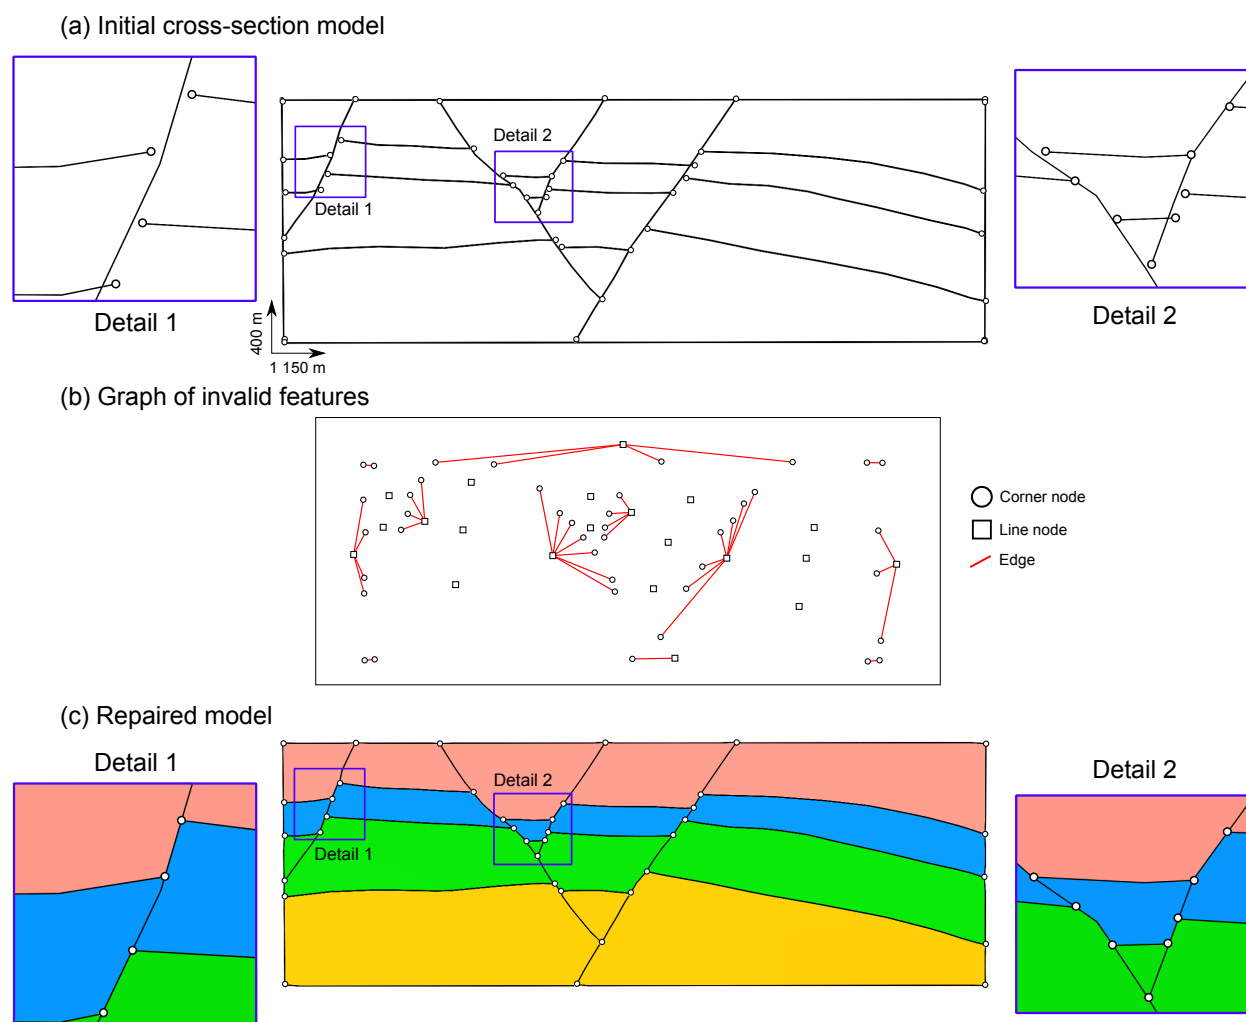 (a) Initial cross-section model
Detail 2
Detail 1
Detail 1
Detail 2
400 m
1 150 m
(b) Graph of invalid features
Corner node
Line node
Edge
(c) Repaired model
Detail 1
Detail 2
Detail 2
Detail 1